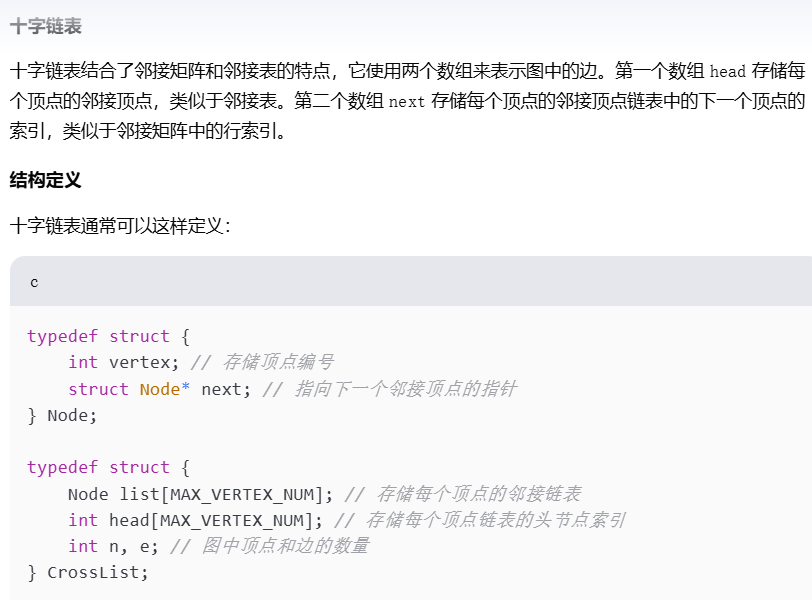 十字链表
十字链表结合了邻接矩阵和邻接表的特点，它使用两个数组来表示图中的边。第一个数组 head 存储每
个顶点的邻接顶点，类似于邻接表。第二个数组 next 存储每个顶点的邻接顶点链表中的下一个顶点的
索引，类似于邻接矩阵中的行索引。
结构定义
十字链表通常可以这样定义：
c
typedef struct {
    int vertex; // 存储顶点编号
    struct Node* next; // 指向下一个邻接顶点的指针
} Node;
typedef struct {
    Node list[MAX_VERTEX_NUM]; // 存储每个顶点的邻接链表
    int head[MAX_VERTEX_NUM]; // 存储每个顶点链表的头节点索引
    int n, e; // 图中顶点和边的数量
} CrossList;